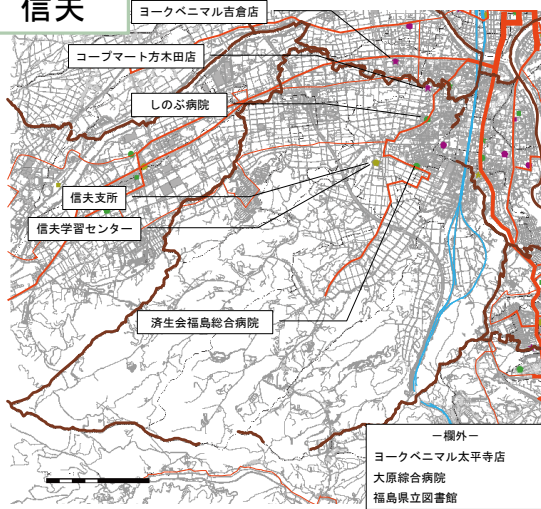 信夫
ヨークベニマル吉倉店
コープマート方木田店
しのぶ病院
信夫支所
信夫学習センター
済生会福島総合病院
－欄外－
ヨークベニマル太平寺店
大原綜合病院
福島県立図書館